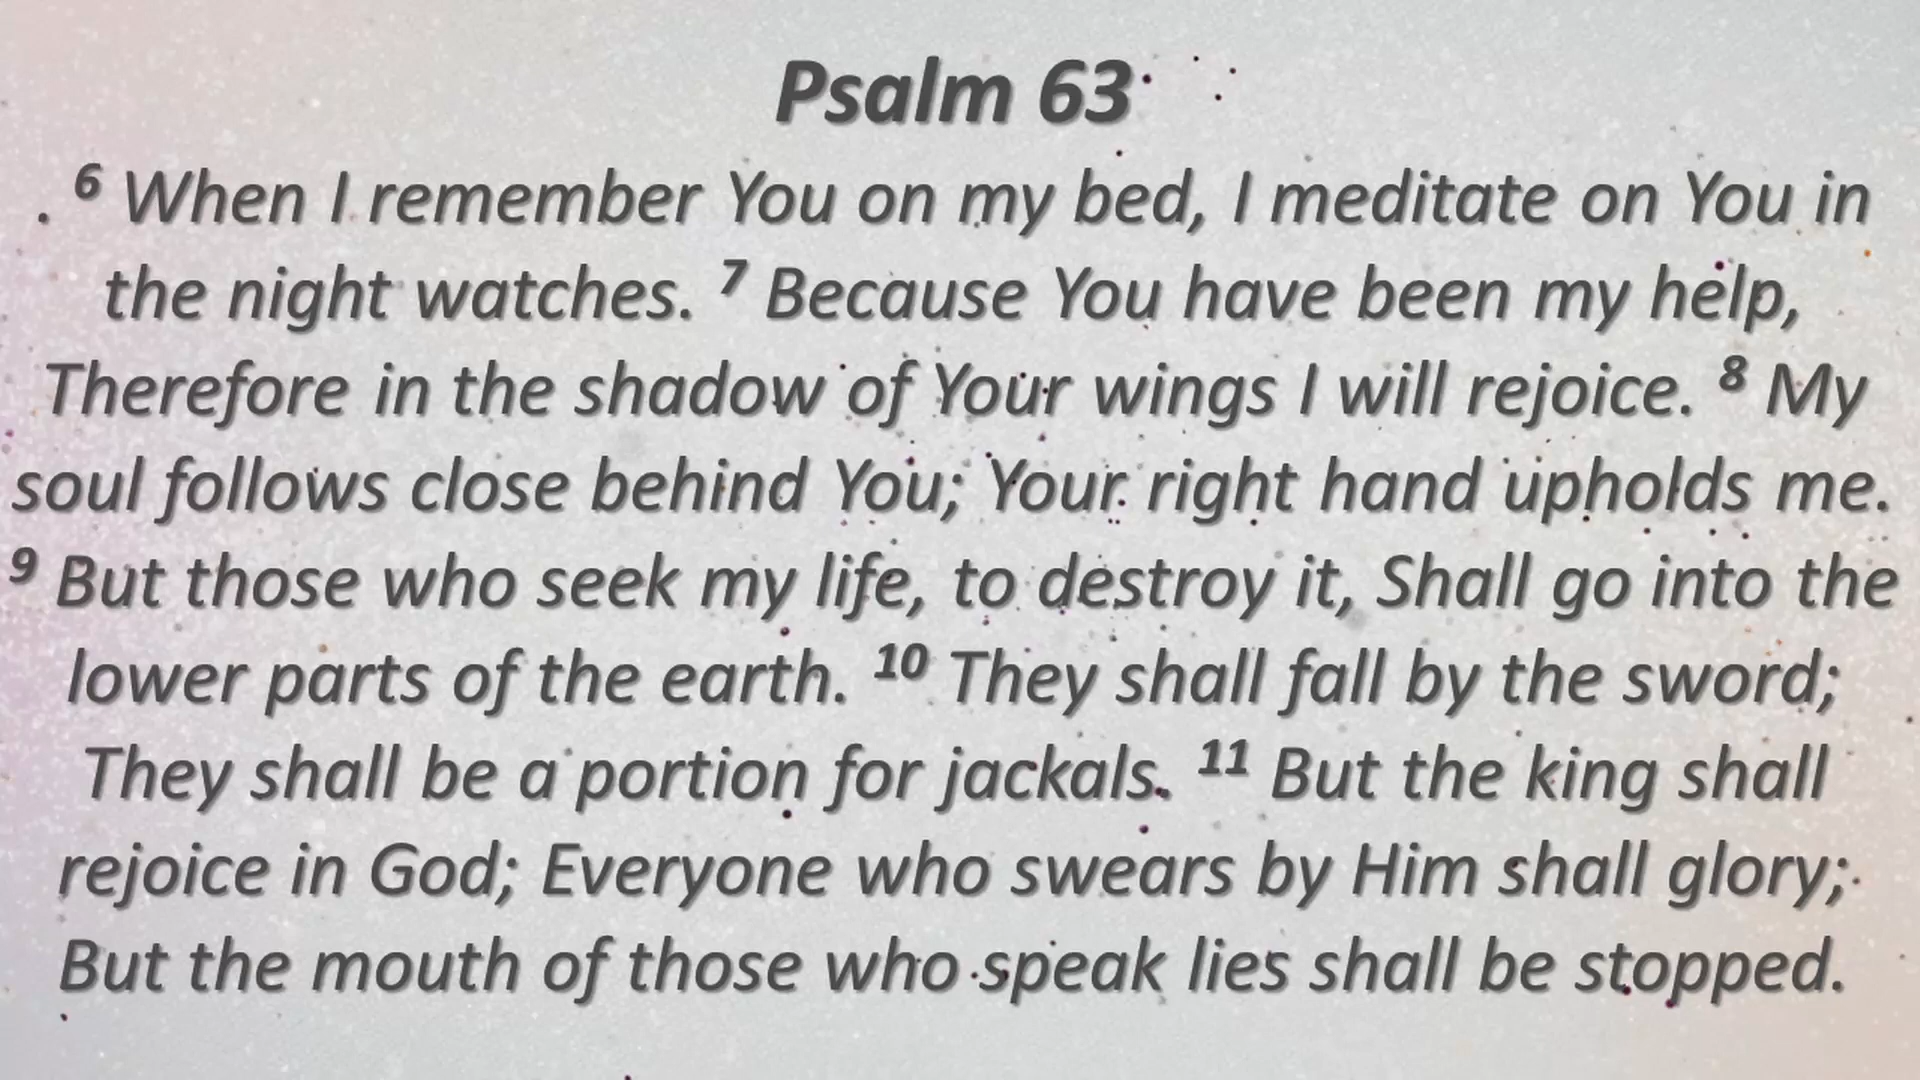 Psalm 63
. 6 When I remember You on my bed, I meditate on You in
the night watches. 7 Because You have been my help,
Therefore in the shadow of Your wings I will rejoice. 8 My
soul follows close behind You; Your right hand upholds me.
9 But those who seek my life, to destroy it, Shall go into the
lower parts of the earth. 10 They shall fall by the sword;
They shall be a portion for jackals. 11 But the king shall
rejoice in God; Everyone who swears by Him shall glory;
But the mouth of those who speak lies shall be stopped.